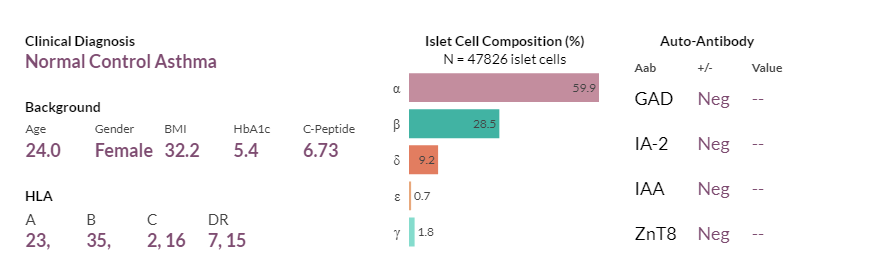 Clinical Diagnosis
Normal Control Asthma
Background
Age Gender BMI HbA1c C-Peptide
24.0 Female 32.2 5.4 6.73
HLA
A B C DR
23, 35, 2, 16 7, 15
Islet Cell Composition (%)
N = 47826 islet cells
α 59.9
β 28.5
δ 9.2
ε 0.7
γ 1.8
Auto-Antibody
Aab +/- Value
GAD Neg --
IA-2 Neg --
IAA Neg --
ZnT8 Neg --